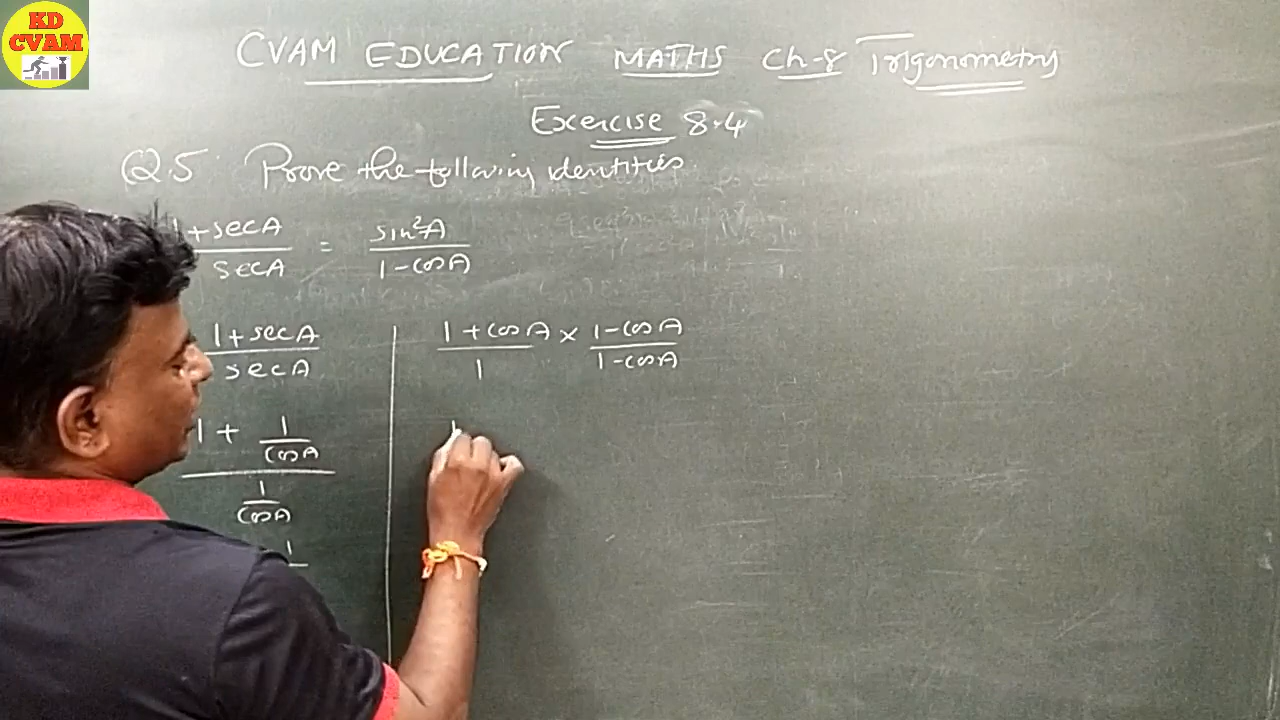 KD
CVAM
CVAM EDUCATION MATHS Ch-8 Trigonometry
Exercise 8.4
Q.5 Prove the following identities
1+secA / secA = sin²A / 1-cosA
1+secA / secA
1 + 1/cosA
1/cosA
1
1+cosA / 1 × 1-cosA / 1-cosA
1